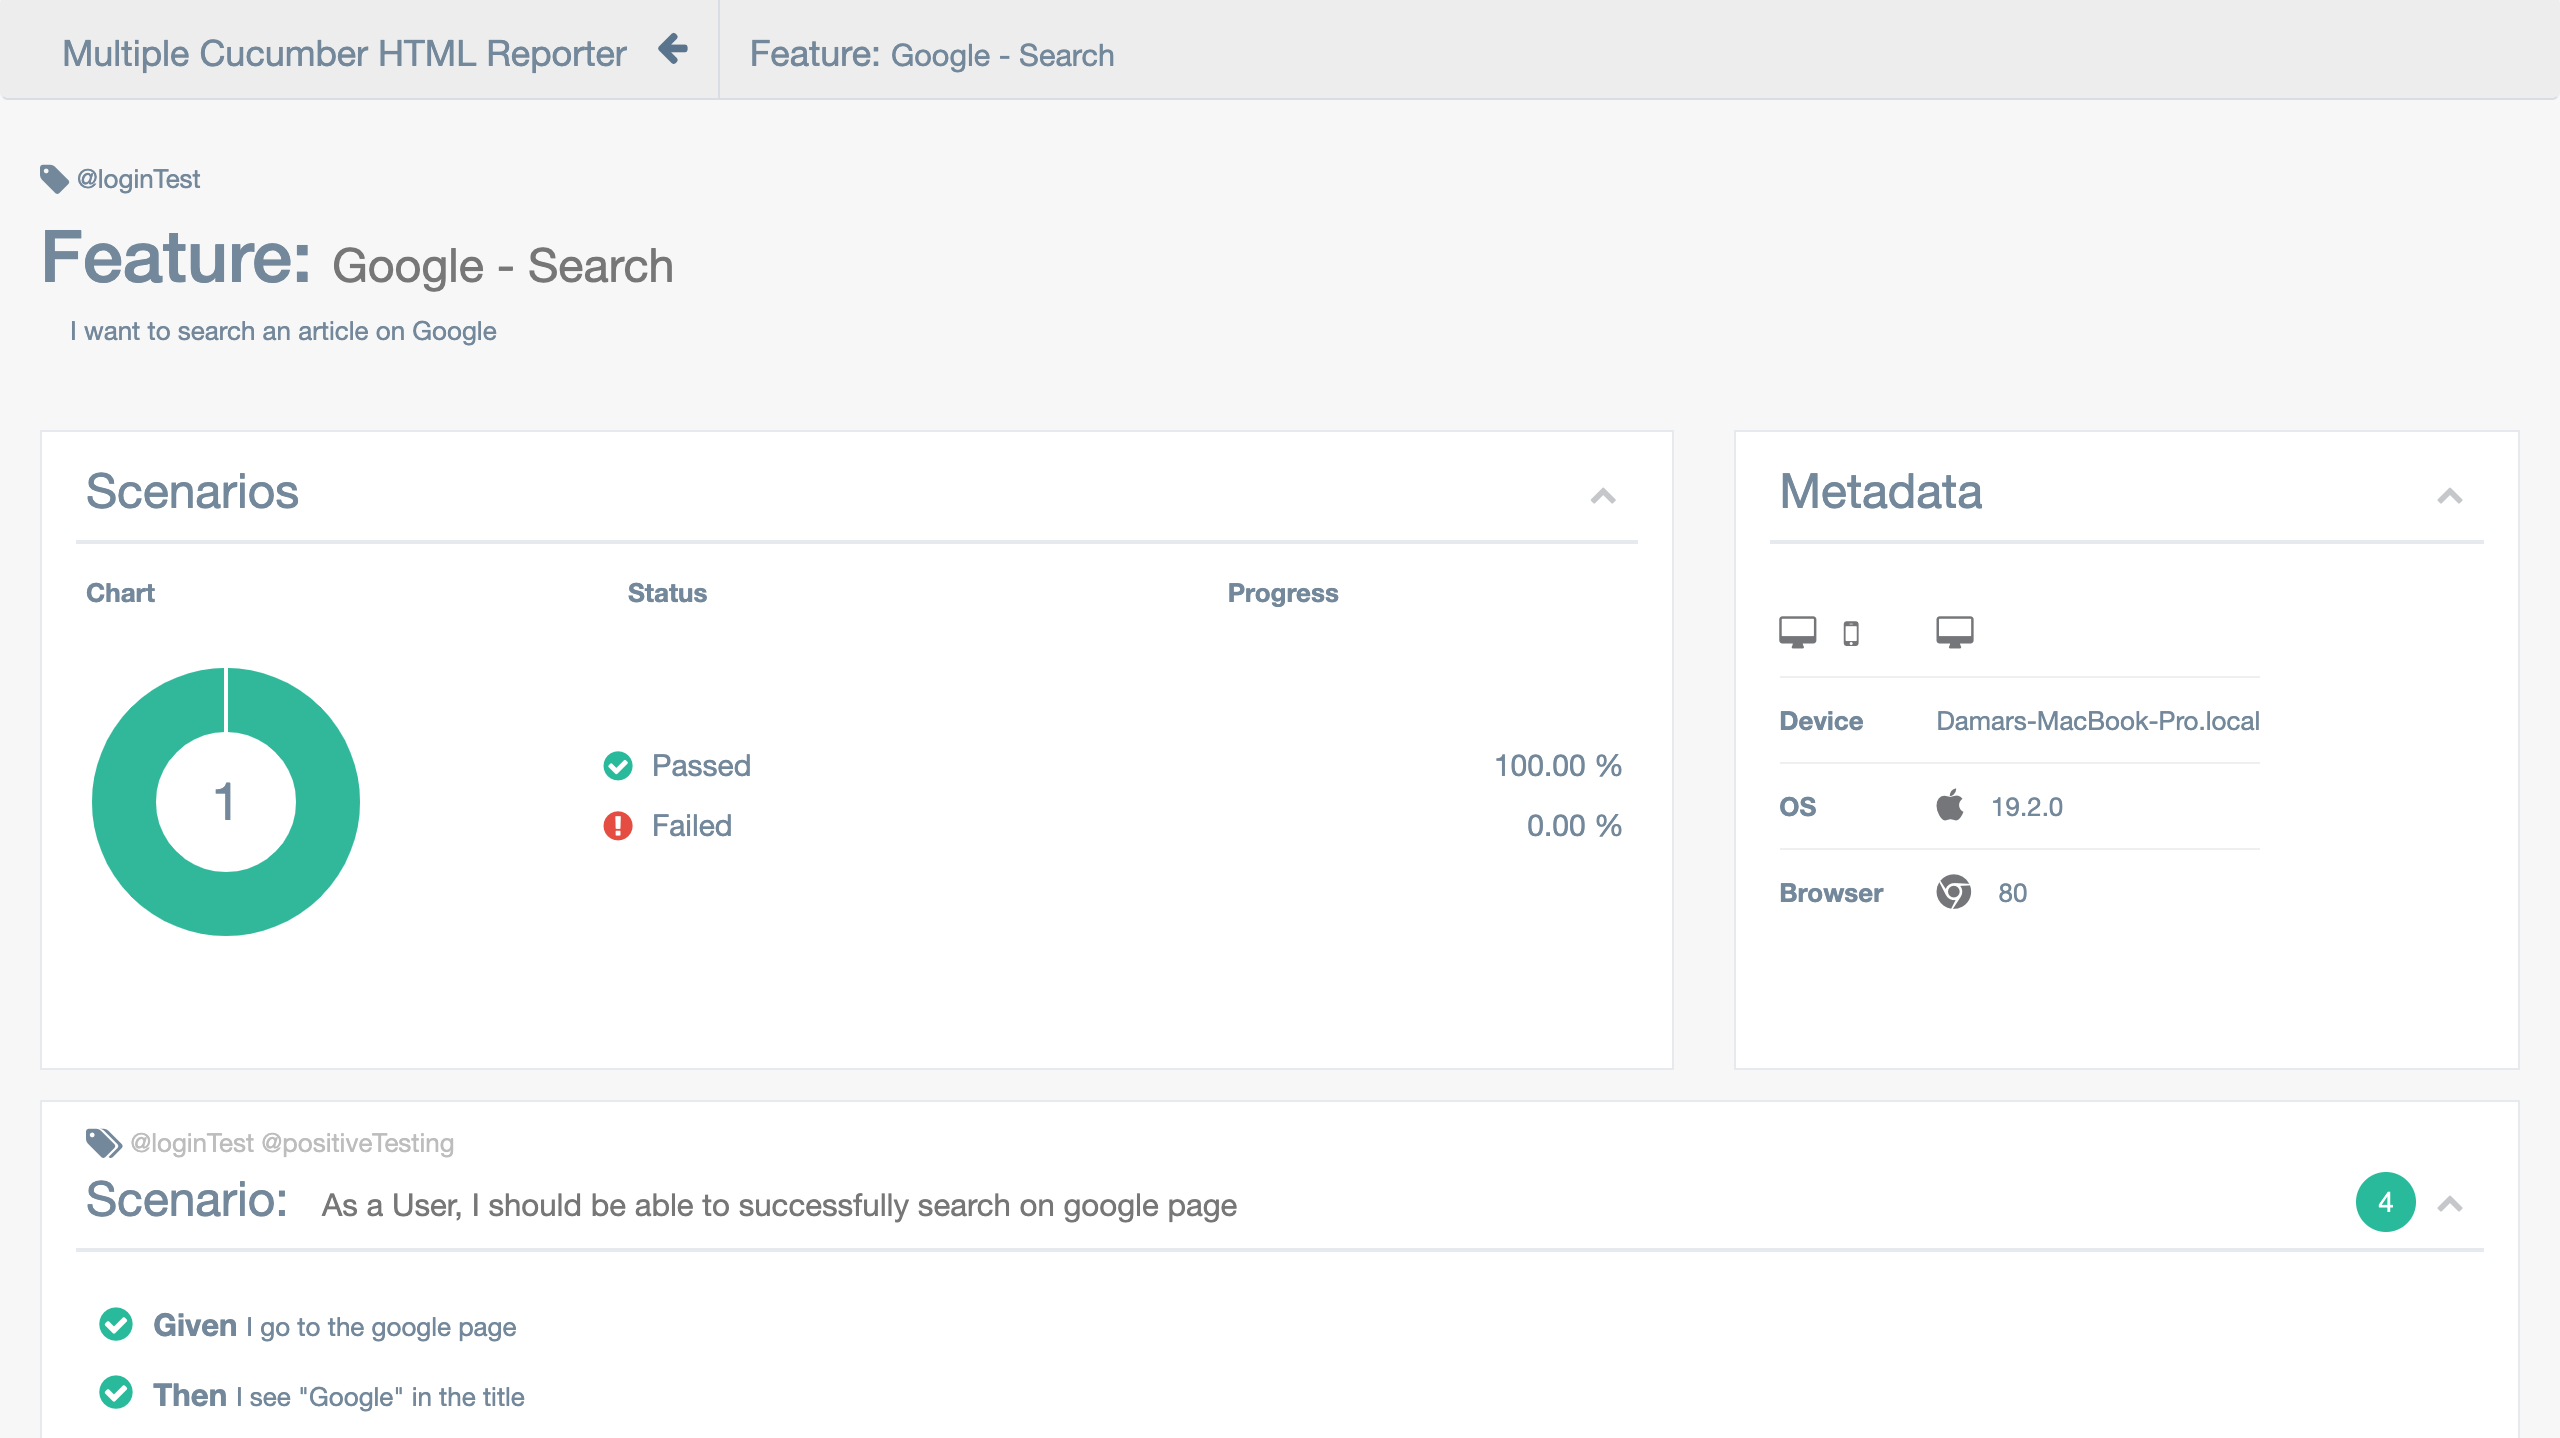 Multiple Cucumber HTML Reporter
Feature: Google - Search
@loginTest
Feature: Google - Search
I want to search an article on Google
Scenarios
Chart Status Progress
1
Passed 100.00 %
Failed 0.00 %
Metadata
Device Damars-MacBook-Pro.local
OS 19.2.0
Browser 80
@loginTest @positiveTesting
Scenario: As a User, I should be able to successfully search on google page
4
Given I go to the google page
Then I see "Google" in the title